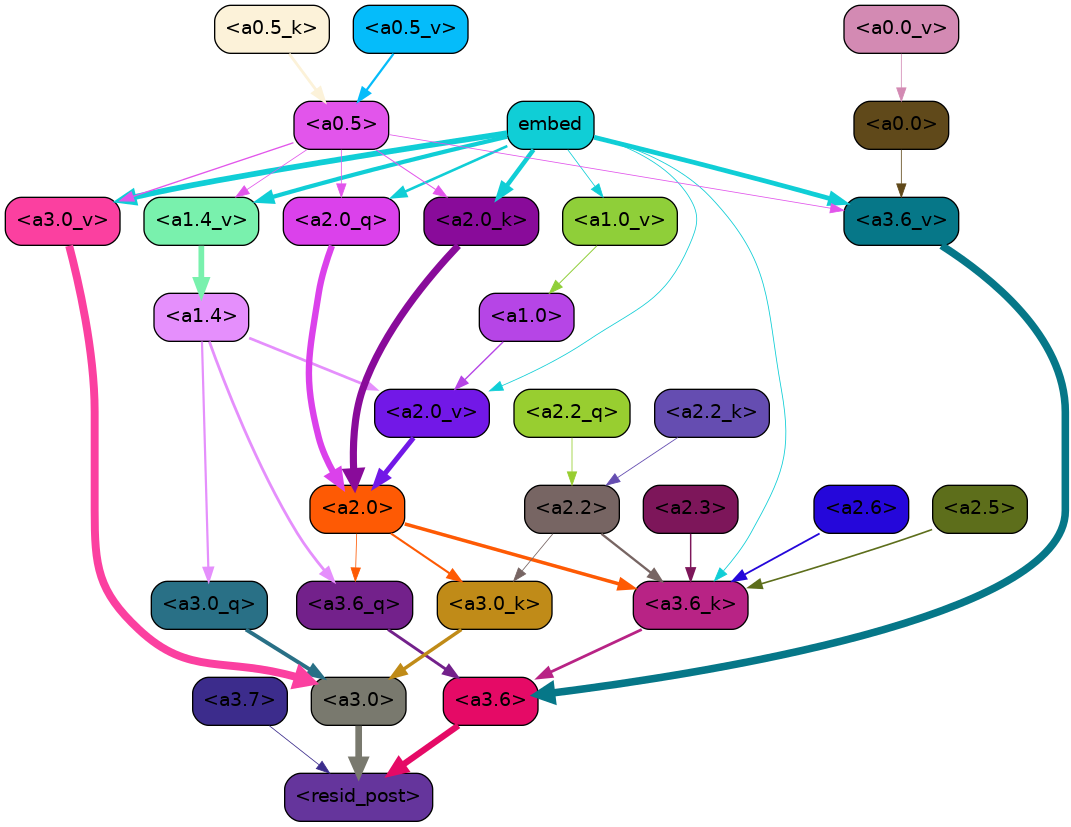 <a0.5_k>
<a0.5_v>
<a0.0_v>
<a0.5>
embed
<a0.0>
<a3.0_v>
<a1.4_v>
<a2.0_q>
<a2.0_k>
<a1.0_v>
<a3.6_v>
<a1.4>
<a1.0>
<a2.0_v>
<a2.2_q>
<a2.2_k>
<a2.0>
<a2.2>
<a2.3>
<a2.6>
<a2.5>
<a3.0_q>
<a3.6_q>
<a3.0_k>
<a3.6_k>
<a3.7>
<a3.0>
<a3.6>
<resid_post>